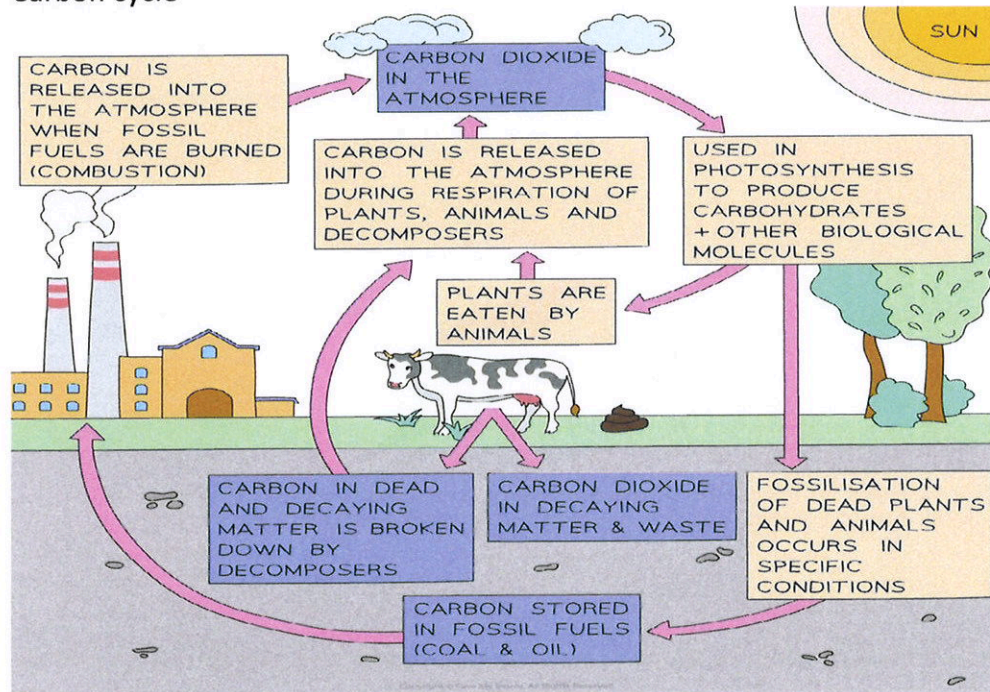 Carbon cycle
SUN
CARBON DIOXIDE
IN THE
ATMOSPHERE
CARBON IS
RELEASED INTO
THE ATMOSPHERE
WHEN FOSSIL
FUELS ARE BURNED
(COMBUSTION)
CARBON IS RELEASED
INTO THE ATMOSPHERE
DURING RESPIRATION OF
PLANTS, ANIMALS AND
DECOMPOSERS
USED IN
PHOTOSYNTHESIS
TO PRODUCE
CARBOHYDRATES
+ OTHER BIOLOGICAL
MOLECULES
PLANTS ARE
EATEN BY
ANIMALS
CARBON IN DEAD
AND DECAYING
MATTER IS BROKEN
DOWN BY
DECOMPOSERS
CARBON DIOXIDE
IN DECAYING
MATTER & WASTE
FOSSILISATION
OF DEAD PLANTS
AND ANIMALS
OCCURS IN
SPECIFIC
CONDITIONS
CARBON STORED
IN FOSSIL FUELS
(COAL & OIL)